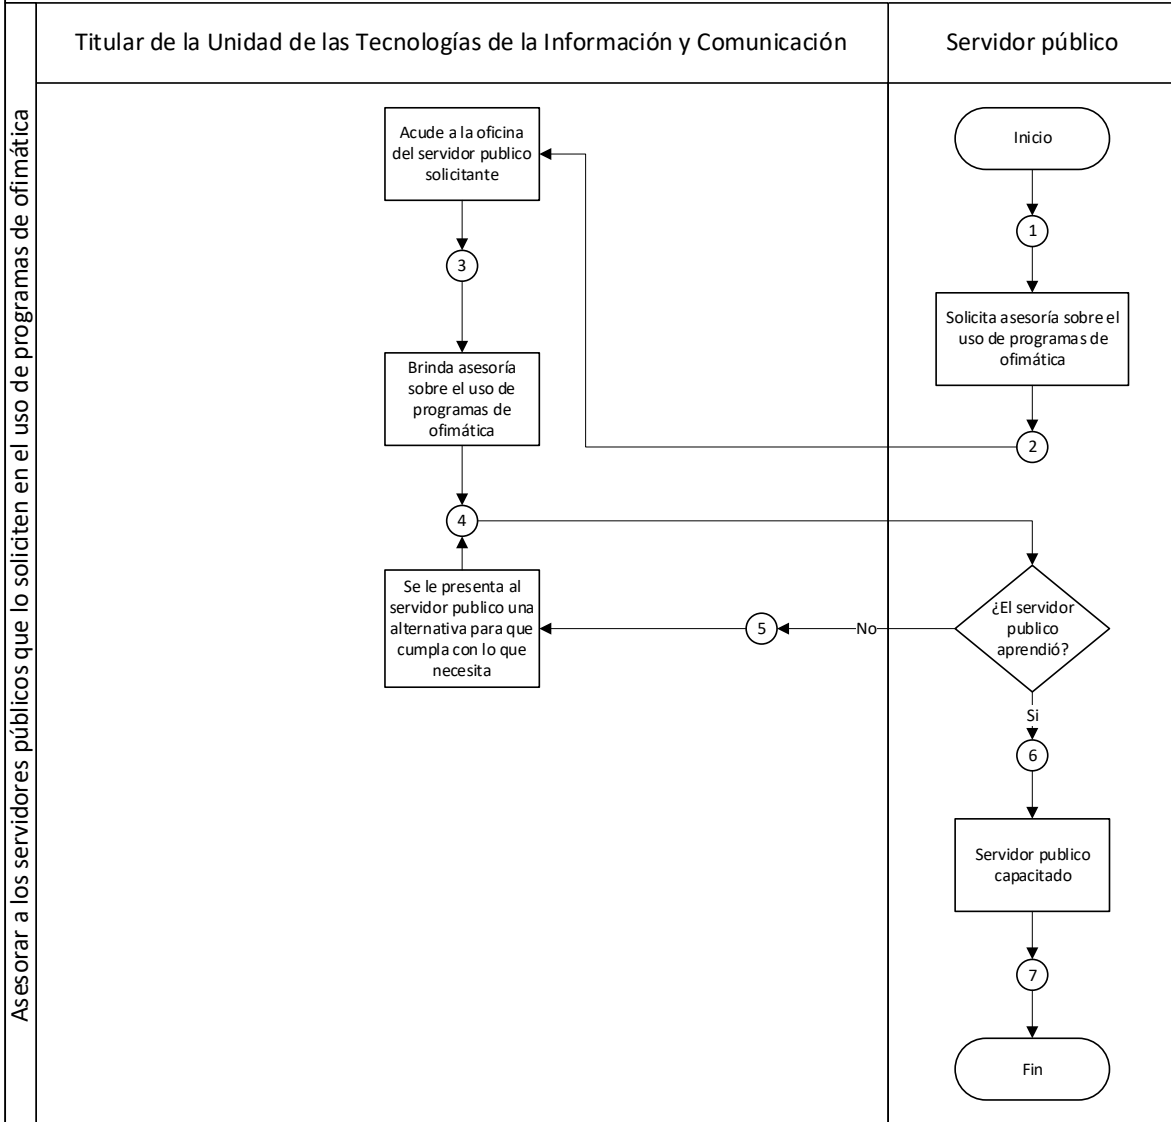 Titular de la Unidad de las Tecnologías de la Información y Comunicación
Servidor público
Asesorar a los servidores públicos que lo soliciten en el uso de programas de ofimática
Inicio
1
Solicita asesoría sobre el
uso de programas de
ofimática
2
Acude a la oficina
del servidor publico
solicitante
3
Brinda asesoría
sobre el uso de
programas de
ofimática
4
¿El servidor
publico
aprendió?
No
5
Se le presenta al
servidor publico una
alternativa para que
cumpla con lo que
necesita
Si
6
Servidor publico
capacitado
7
Fin